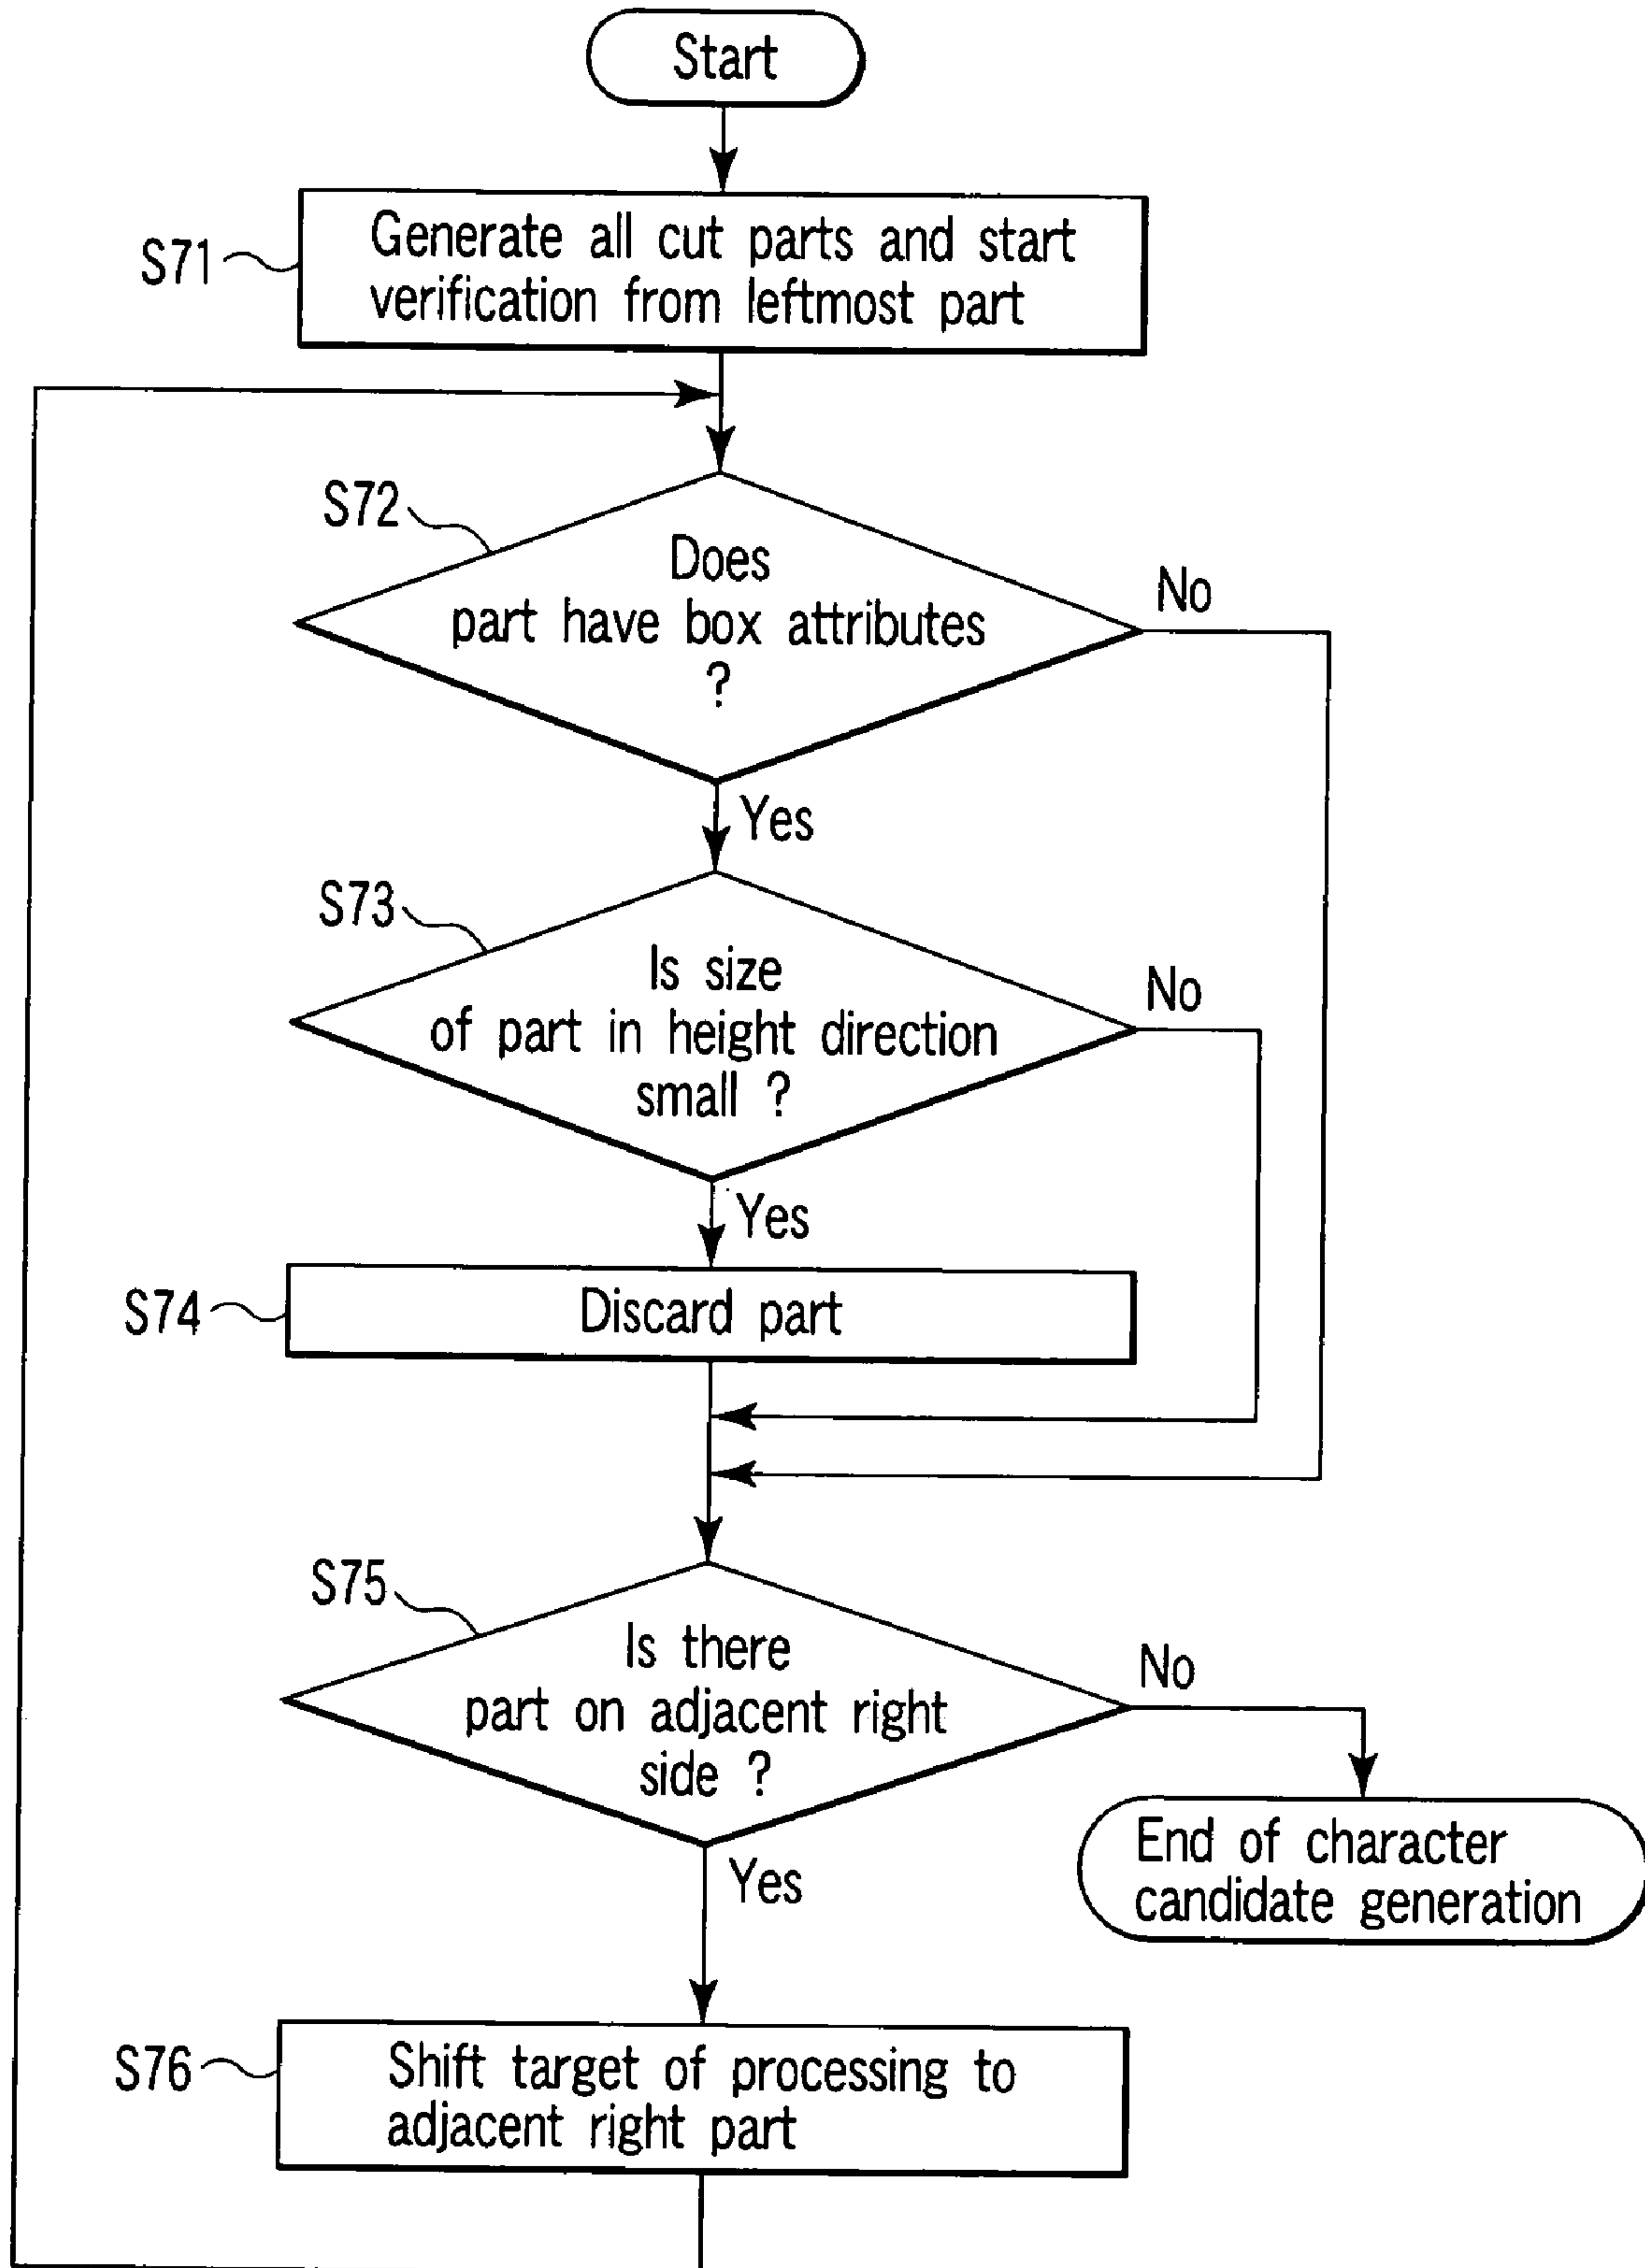 Start
S71
Generate all cut parts and start
verification from leftmost part
S72
Does
part have box attributes
?
No
Yes
S73
Is size
of part in height direction
small ?
No
Yes
S74
Discard part
S75
Is there
part on adjacent right
side ?
No
Yes
End of character
candidate generation
S76
Shift target of processing to
adjacent right part